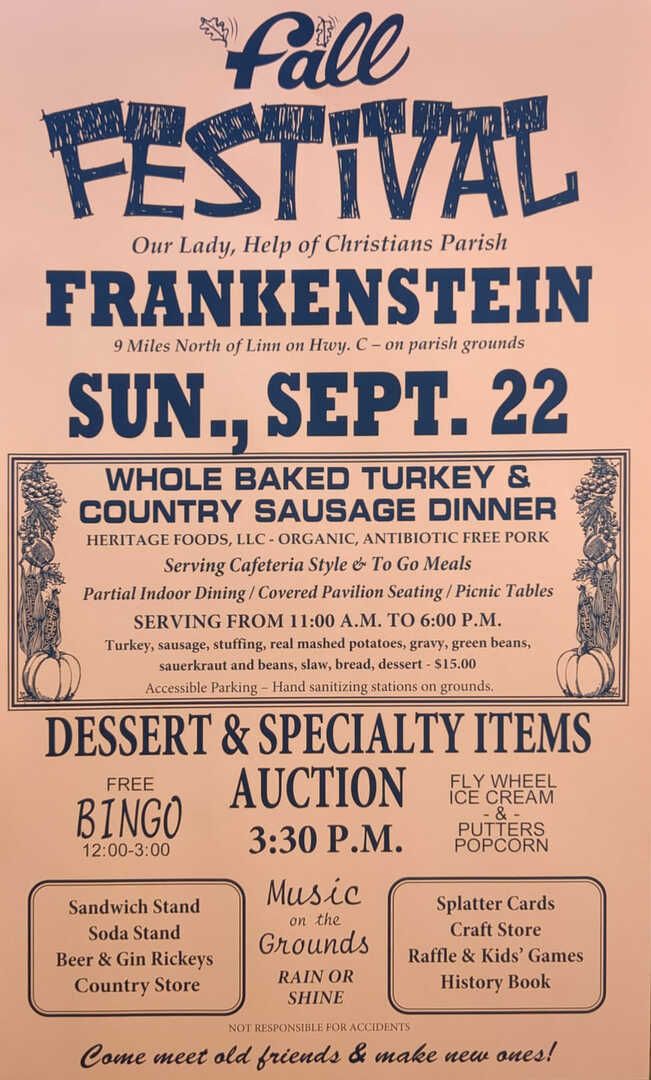 fall
FESTIVAL
Our Lady, Help of Christians Parish
FRANKENSTEIN
9 Miles North of Linn on Hwy. C – on parish grounds
SUN., SEPT. 22
WHOLE BAKED TURKEY &
COUNTRY SAUSAGE DINNER
HERITAGE FOODS, LLC - ORGANIC, ANTIBIOTIC FREE PORK
Serving Cafeteria Style & To Go Meals
Partial Indoor Dining / Covered Pavilion Seating / Picnic Tables
SERVING FROM 11:00 A.M. TO 6:00 P.M.
Turkey, sausage, stuffing, real mashed potatoes, gravy, green beans,
sauerkraut and beans, slaw, bread, dessert - $15.00
Accessible Parking – Hand sanitizing stations on grounds.
DESSERT & SPECIALTY ITEMS
AUCTION
3:30 P.M.
FREE
BINGO
12:00-3:00
FLY WHEEL
ICE CREAM
- & -
PUTTERS
POPCORN
Sandwich Stand
Soda Stand
Beer & Gin Rickeys
Country Store
Music
on the
Grounds
RAIN OR
SHINE
Splatter Cards
Craft Store
Raffle & Kids' Games
History Book
NOT RESPONSIBLE FOR ACCIDENTS
Come meet old friends & make new ones!